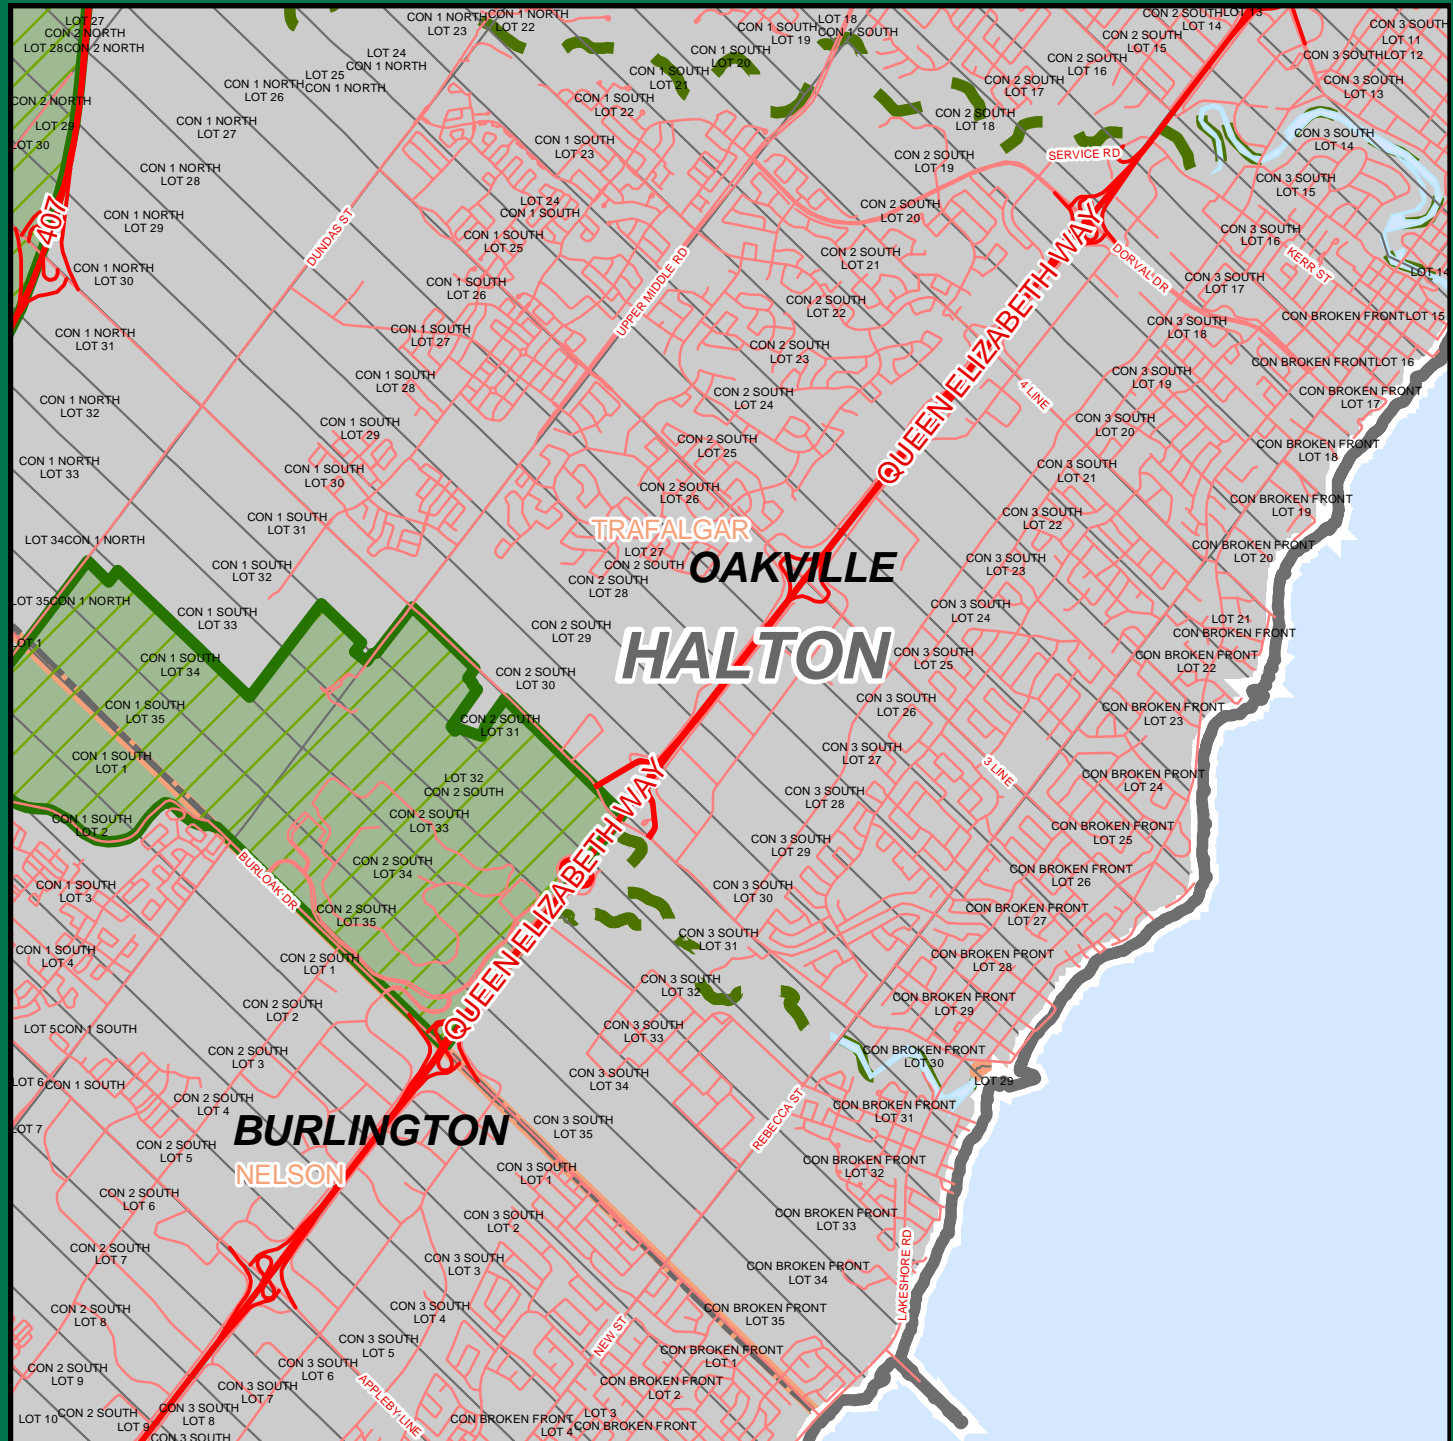 LOT 27
CON 2 NORTH
LOT 28CON 2 NORTH
CON 2 NORTH
LOT 29
LOT 30
407
CON 1 NORTH
LOT 23
CON 1 NORTH
LOT 22
LOT 24
CON 1 NORTH
LOT 25
CON 1 NORTH
CON 1 NORTH
LOT 26
CON 1 NORTH
LOT 27
CON 1 NORTH
LOT 28
CON 1 NORTH
LOT 29
CON 1 NORTH
LOT 30
CON 1 NORTH
LOT 31
CON 1 NORTH
LOT 32
CON 1 NORTH
LOT 33
LOT 34CON 1 NORTH
LOT 35CON 1 NORTH
LOT 1
LOT 18
CON 1 SOUTH
CON 1 SOUTH
LOT 19
CON 1 SOUTH
LOT 20
CON 1 SOUTH
LOT 21
CON 1 SOUTH
LOT 22
CON 1 SOUTH
LOT 23
LOT 24
CON 1 SOUTH
CON 1 SOUTH
LOT 25
CON 1 SOUTH
LOT 26
CON 1 SOUTH
LOT 27
CON 1 SOUTH
LOT 28
CON 1 SOUTH
LOT 29
CON 1 SOUTH
LOT 30
CON 1 SOUTH
LOT 31
CON 1 SOUTH
LOT 32
CON 1 SOUTH
LOT 33
CON 1 SOUTH
LOT 34
CON 1 SOUTH
LOT 35
CON 1 SOUTH
LOT 1
CON 1 SOUTH
LOT 2
CON 1 SOUTH
LOT 3
CON 1 SOUTH
LOT 4
LOT 5CON 1 SOUTH
LOT 6CON 1 SOUTH
LOT 7
DUNDAS ST
UPPER MIDDLE RD
SERVICE RD
DORVAL DR
KERR ST
QUEEN ELIZABETH WAY
4 LINE
CON 2 SOUTHLOT 13
LOT 14
CON 2 SOUTH
LOT 15
CON 2 SOUTH
LOT 16
CON 2 SOUTH
LOT 17
CON 2 SOUTH
LOT 18
CON 2 SOUTH
LOT 19
CON 2 SOUTH
LOT 20
CON 2 SOUTH
LOT 21
CON 2 SOUTH
LOT 22
CON 2 SOUTH
LOT 23
CON 2 SOUTH
LOT 24
CON 2 SOUTH
LOT 25
CON 2 SOUTH
LOT 26
TRAFALGAR
LOT 27
CON 2 SOUTH
OAKVILLE
CON 2 SOUTH
LOT 28
CON 2 SOUTH
LOT 29
HALTON
CON 2 SOUTH
LOT 30
CON 2 SOUTH
LOT 31
LOT 32
CON 2 SOUTH
CON 2 SOUTH
LOT 33
CON 2 SOUTH
LOT 34
CON 2 SOUTH
LOT 35
CON 2 SOUTH
LOT 1
CON 2 SOUTH
LOT 2
CON 2 SOUTH
LOT 3
CON 2 SOUTH
LOT 4
CON 2 SOUTH
LOT 5
CON 2 SOUTH
LOT 6
CON 2 SOUTH
LOT 7
CON 2 SOUTH
LOT 8
CON 2 SOUTH
LOT 9
LOT 10CON 2 SOUTH
LOT 9
BURLOAK DR
QUEEN ELIZABETH WAY
BURLINGTON
NELSON
CON 3 SOUTH
LOT 11
CON 3 SOUTHLOT 12
CON 3 SOUTH
LOT 13
CON 3 SOUTH
LOT 14
CON 3 SOUTH
LOT 15
CON 3 SOUTH
LOT 16
CON 3 SOUTH
LOT 17
CON 3 SOUTH
LOT 18
CON 3 SOUTH
LOT 19
CON 3 SOUTH
LOT 20
CON 3 SOUTH
LOT 21
CON 3 SOUTH
LOT 22
CON 3 SOUTH
LOT 23
CON 3 SOUTH
LOT 24
CON 3 SOUTH
LOT 25
CON 3 SOUTH
LOT 26
CON 3 SOUTH
LOT 27
CON 3 SOUTH
LOT 28
CON 3 SOUTH
LOT 29
CON 3 SOUTH
LOT 30
CON 3 SOUTH
LOT 31
CON 3 SOUTH
LOT 32
CON 3 SOUTH
LOT 33
CON 3 SOUTH
LOT 34
CON 3 SOUTH
LOT 35
CON 3 SOUTH
LOT 1
CON 3 SOUTH
LOT 2
CON 3 SOUTH
LOT 3
CON 3 SOUTH
LOT 4
CON 3 SOUTH
LOT 5
CON 3 SOUTH
LOT 6
CON 3 SOUTH
LOT 7
CON 3 SOUTH
LOT 8
CON 3 SOUTH
3 LINE
LOT 14
CON BROKEN FRONTLOT 15
CON BROKEN FRONTLOT 16
CON BROKEN FRONT
LOT 17
CON BROKEN FRONT
LOT 18
CON BROKEN FRONT
LOT 19
CON BROKEN FRONT
LOT 20
LOT 21
CON BROKEN FRONT
CON BROKEN FRONT
LOT 22
CON BROKEN FRONT
LOT 23
CON BROKEN FRONT
LOT 24
CON BROKEN FRONT
LOT 25
CON BROKEN FRONT
LOT 26
CON BROKEN FRONT
LOT 27
CON BROKEN FRONT
LOT 28
CON BROKEN FRONT
LOT 29
CON BROKEN FRONT
LOT 30
LOT 29
CON BROKEN FRONT
LOT 31
CON BROKEN FRONT
LOT 32
CON BROKEN FRONT
LOT 33
CON BROKEN FRONT
LOT 34
CON BROKEN FRONT
LOT 35
CON BROKEN FRONT
LOT 1
CON BROKEN FRONT
LOT 2
LOT 3
CON BROKEN FRONT
CON BROKEN FRONT
LOT 4
REBECCA ST
LAKESHORE RD
NEW ST
APPLEBY LINE